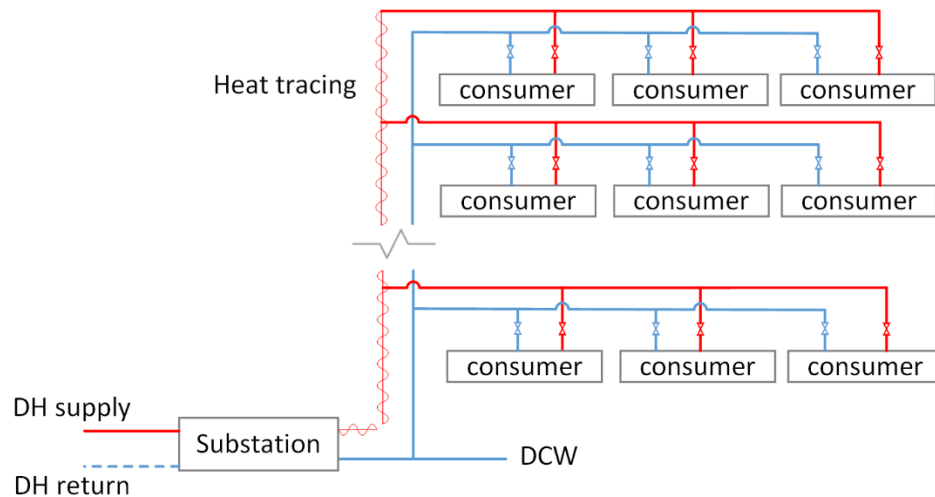 Heat tracing
consumer
consumer
consumer
consumer
consumer
consumer
consumer
consumer
consumer
DH supply
Substation
DCW
DH return